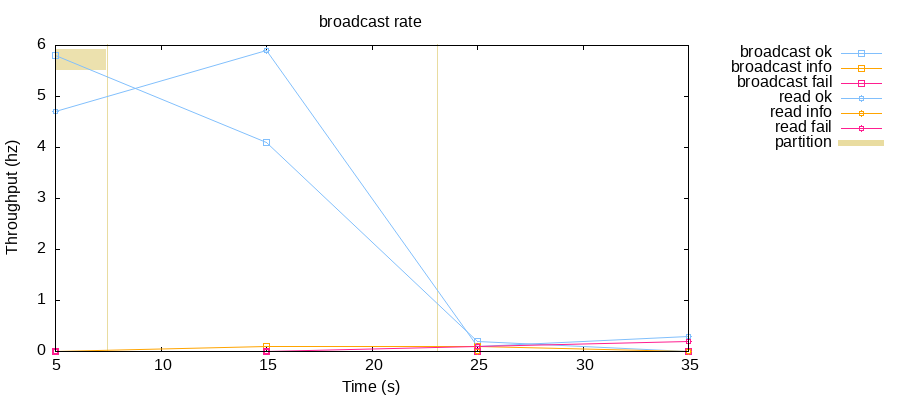 broadcast rate
broadcast ok
broadcast info
broadcast fail
read ok
read info
read fail
partition
Throughput (hz)
6
5
4
3
2
1
0
5 10 15 20 25 30 35
Time (s)